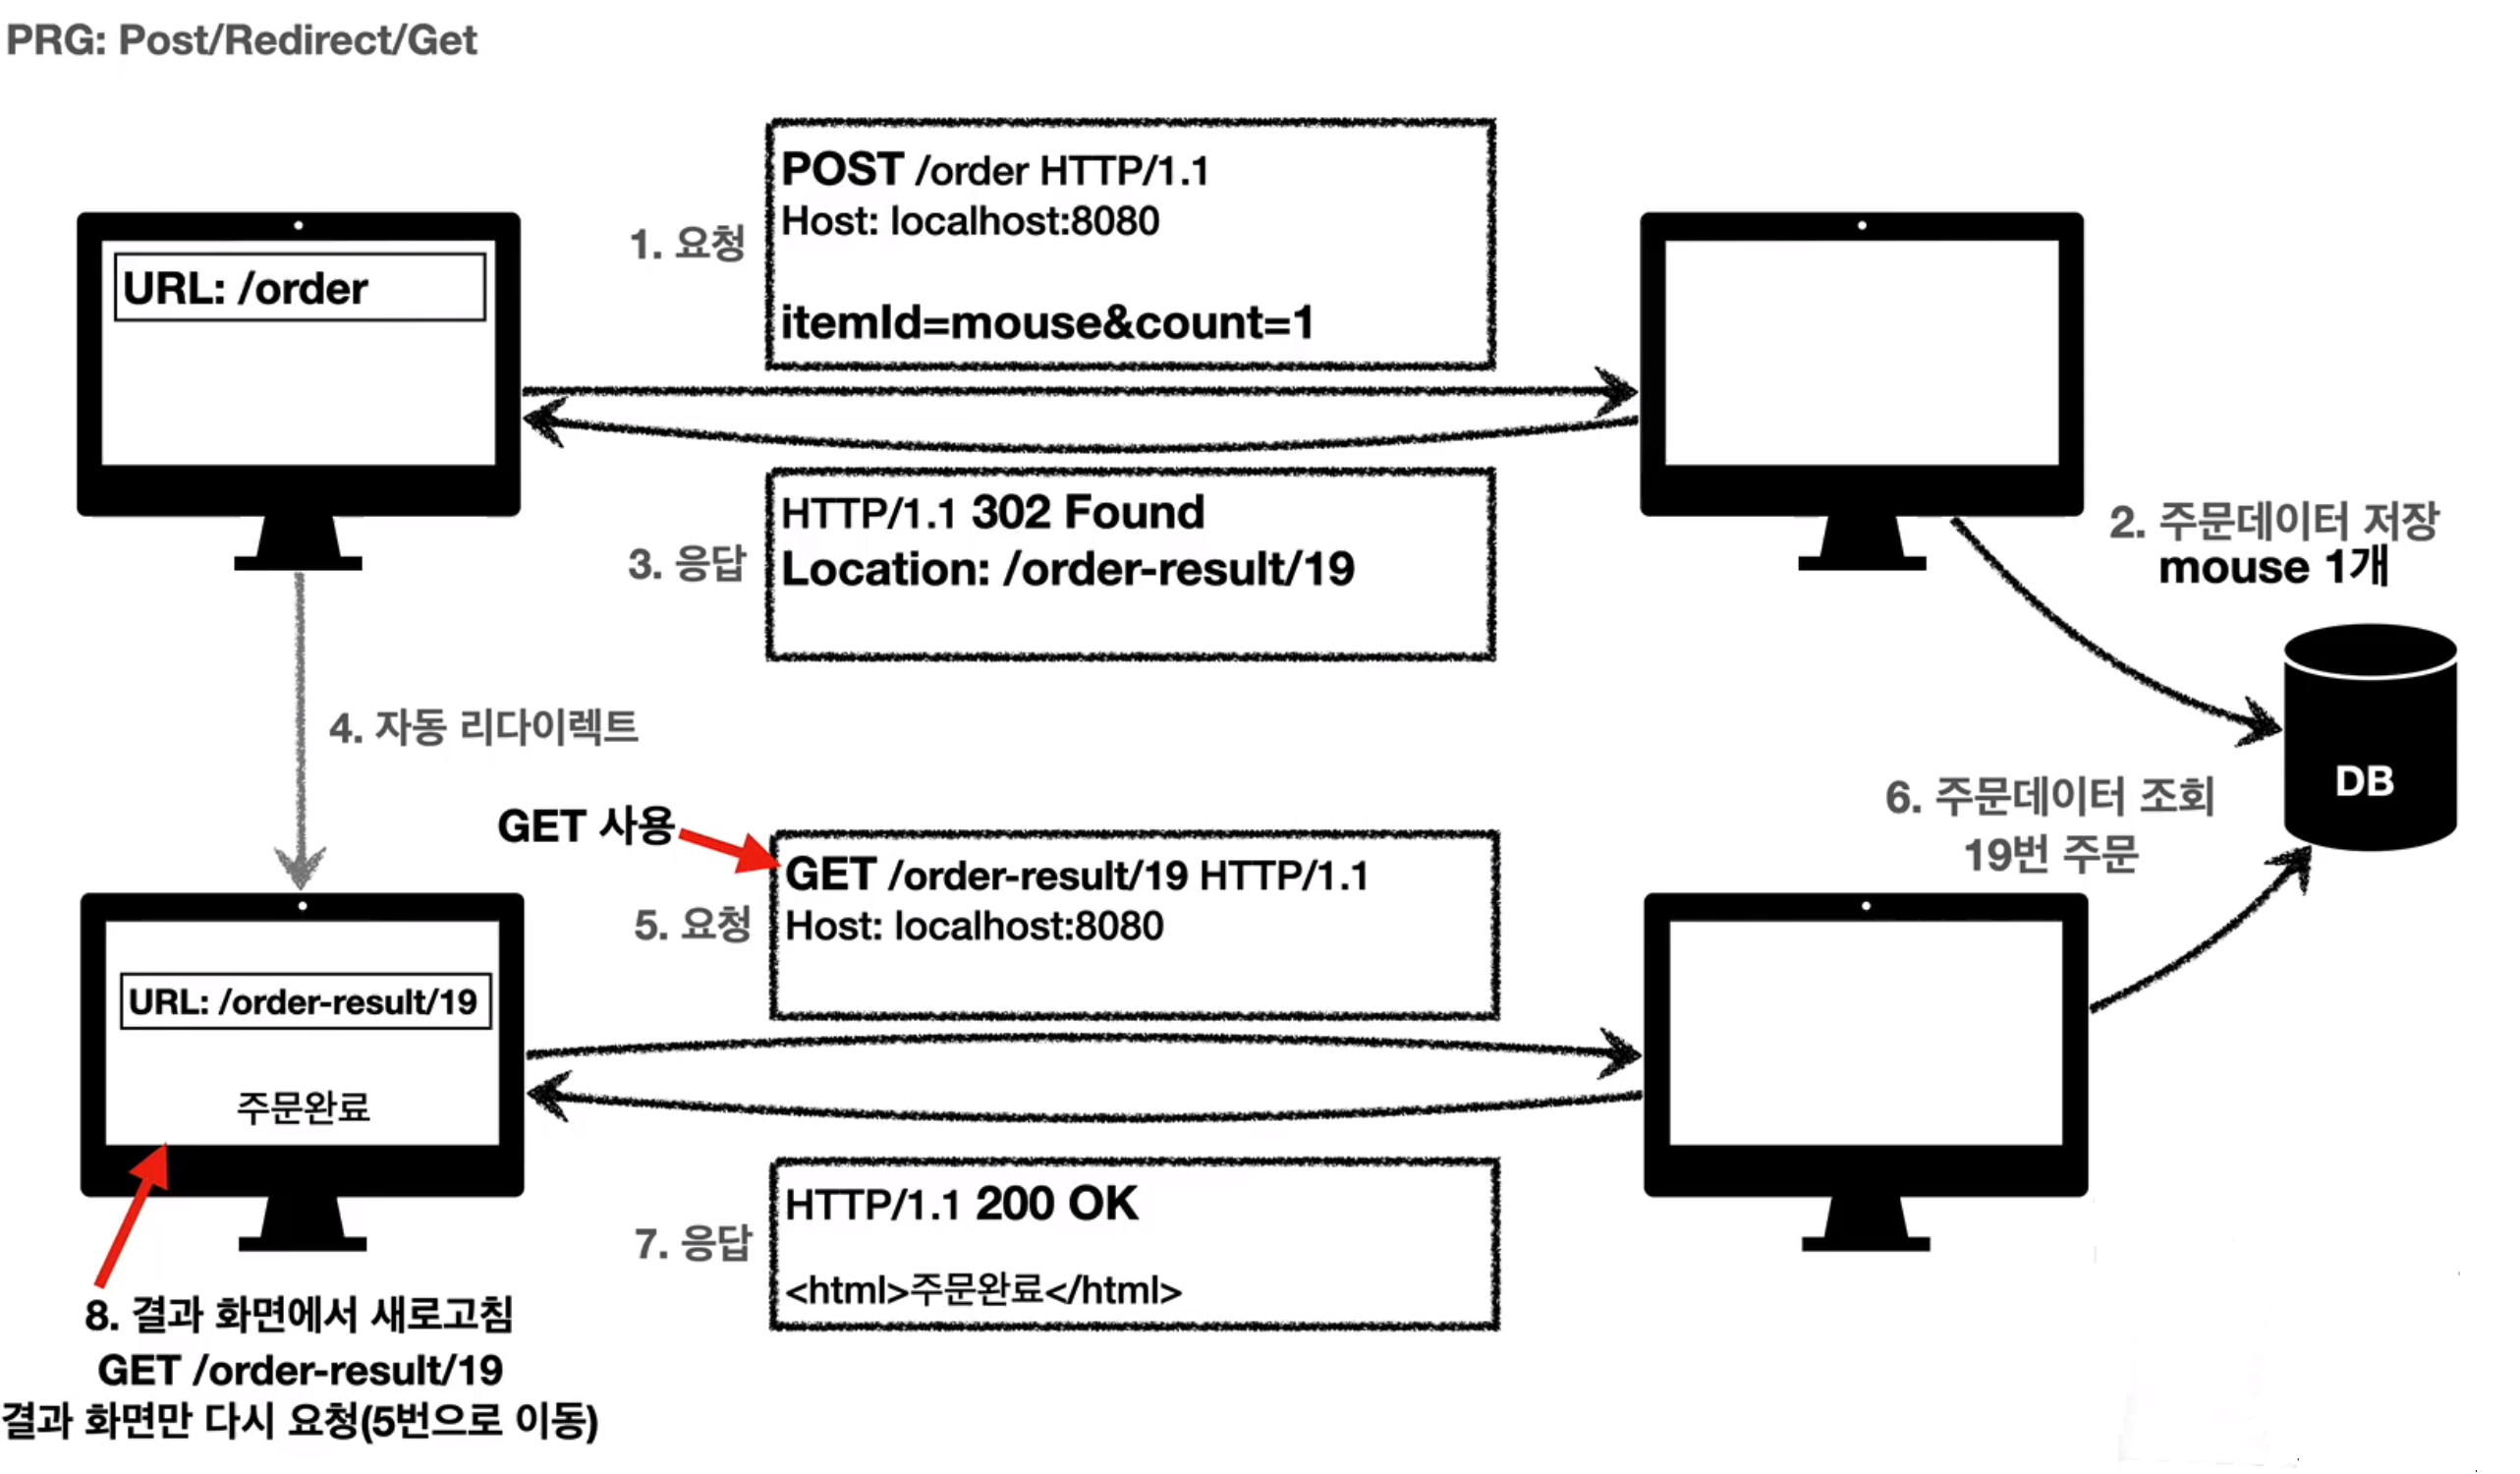 PRG: Post/Redirect/Get
URL: /order
1. 요청
POST /order HTTP/1.1
Host: localhost:8080
itemId=mouse&count=1
2. 주문데이터 저장
mouse 1개
3. 응답
HTTP/1.1 302 Found
Location: /order-result/19
4. 자동 리다이렉트
DB
GET 사용
5. 요청
GET /order-result/19 HTTP/1.1
Host: localhost:8080
6. 주문데이터 조회
19번 주문
URL: /order-result/19
주문완료
7. 응답
HTTP/1.1 200 OK
<html>주문완료</html>
8. 결과 화면에서 새로고침
GET /order-result/19
결과 화면만 다시 요청(5번으로 이동)